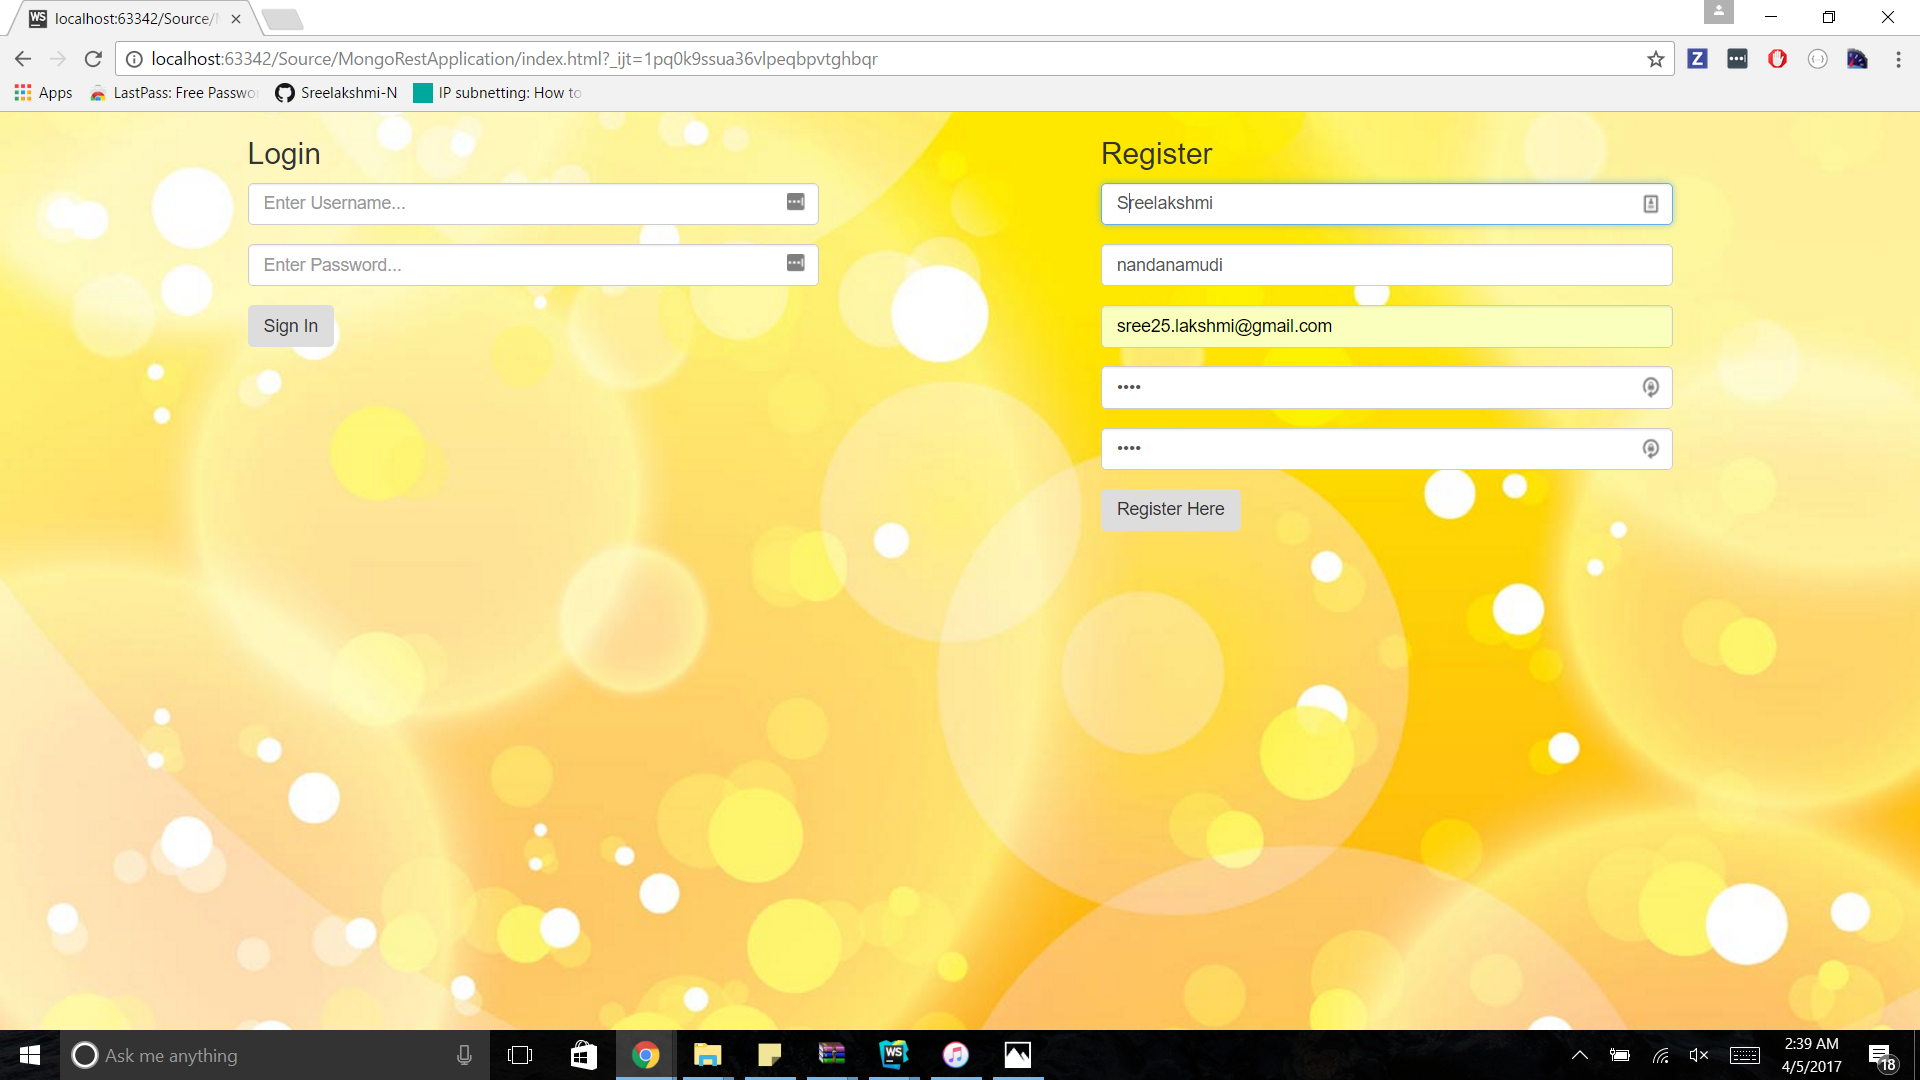 WS localhost:63342/Source/
localhost:63342/Source/MongoRestApplication/index.html?_ijt=1pq0k9ssua36vlpeqbpvtghbqr
Z
Apps LastPass: Free Passwo Sreelakshmi-N IP subnetting: How to
Login
Enter Username...
Enter Password...
Sign In
Register
Sreelakshmi
nandanamudi
sree25.lakshmi@gmail.com
••••
••••
Register Here
Ask me anything
WS
2:39 AM
4/5/2017
18